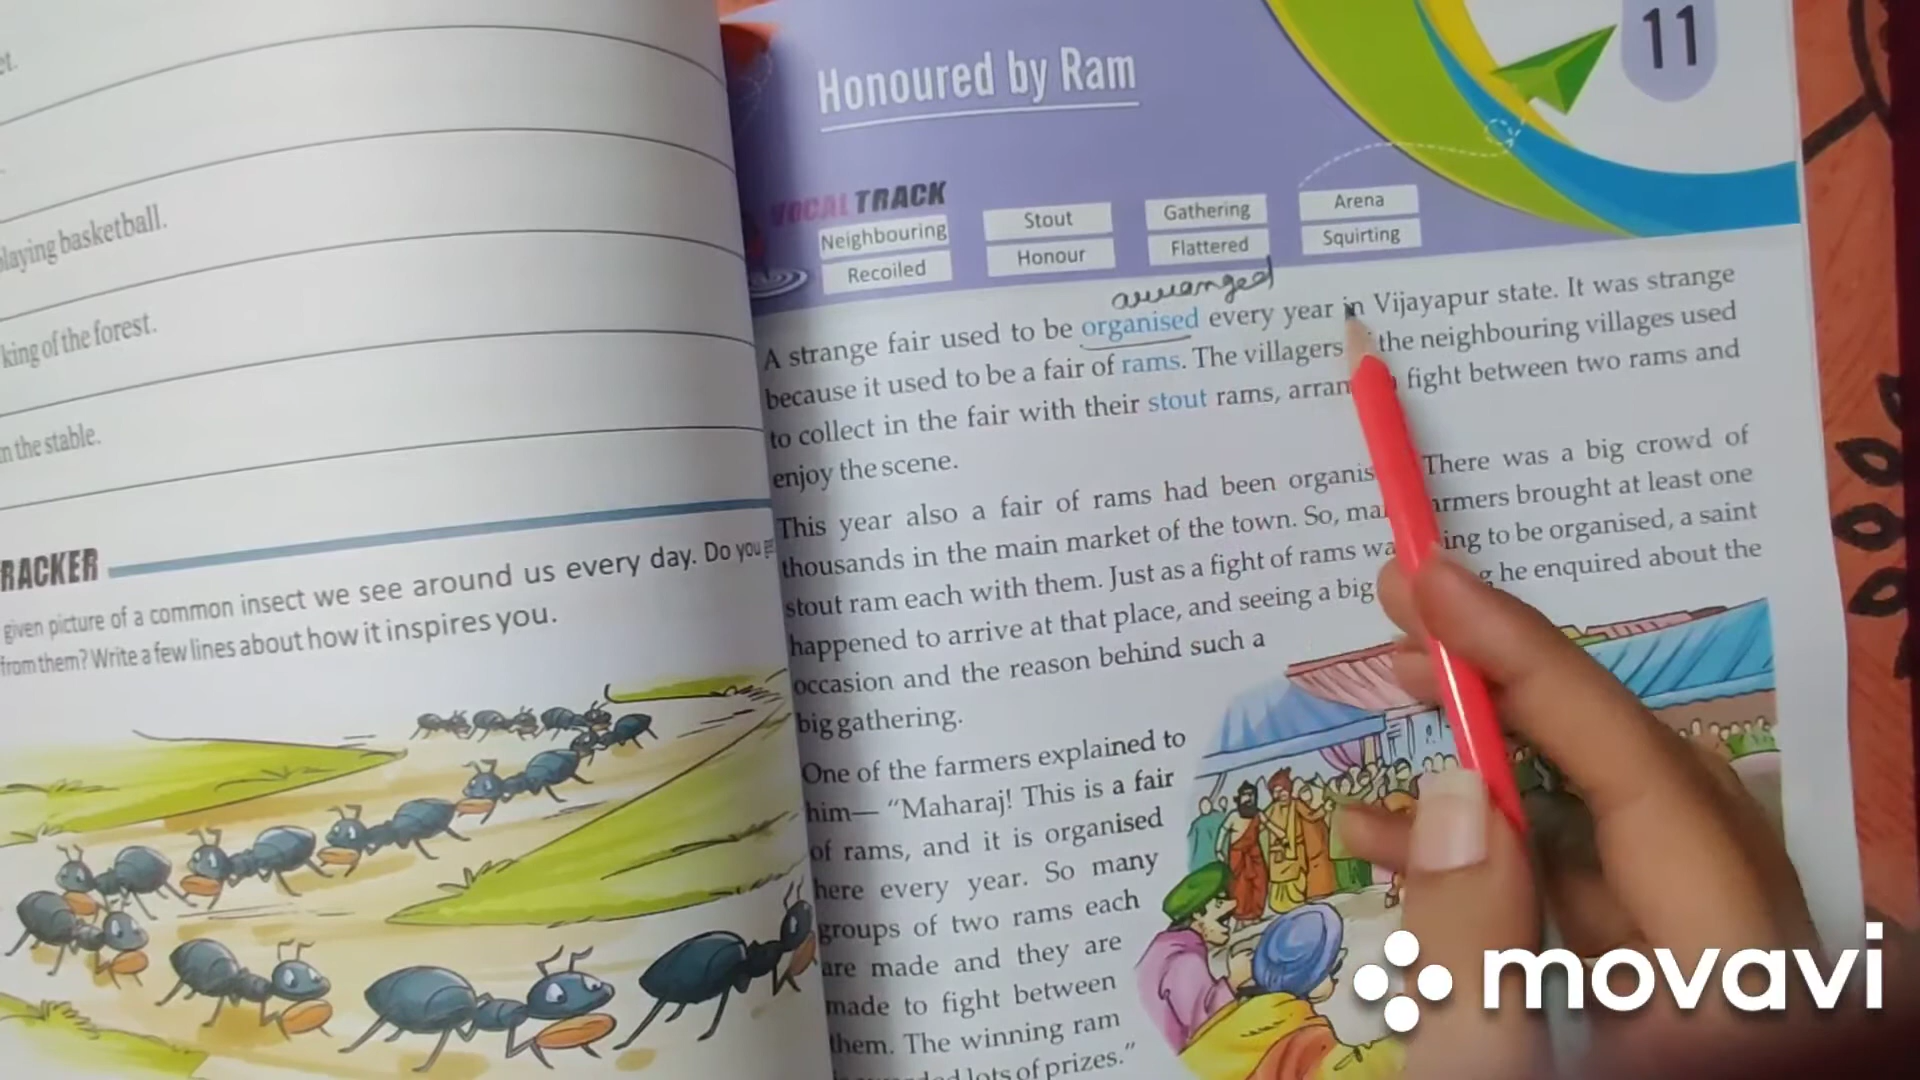 et.
playing basketball.
king of the forest.
n the stable.
RACKER
given picture of a common insect we see around us every day. Do you get
from them? Write a few lines about how it inspires you.
11
Honoured by Ram
VOCAL TRACK
Neighbouring Stout Gathering Arena
Recoiled Honour Flattered Squirting
arranged
A strange fair used to be organised every year in Vijayapur state. It was strange
because it used to be a fair of rams. The villagers the neighbouring villages used
to collect in the fair with their stout rams, arran fight between two rams and
enjoy the scene.
This year also a fair of rams had been organis There was a big crowd of
thousands in the main market of the town. So, ma armers brought at least one
stout ram each with them. Just as a fight of rams wa ing to be organised, a saint
happened to arrive at that place, and seeing a big g he enquired about the
occasion and the reason behind such a
big gathering.
One of the farmers explained to
him— “Maharaj! This is a fair
of rams, and it is organised
here every year. So many
groups of two rams each
are made and they are
made to fight between
them. The winning ram
ded lots of prizes.”
movavi